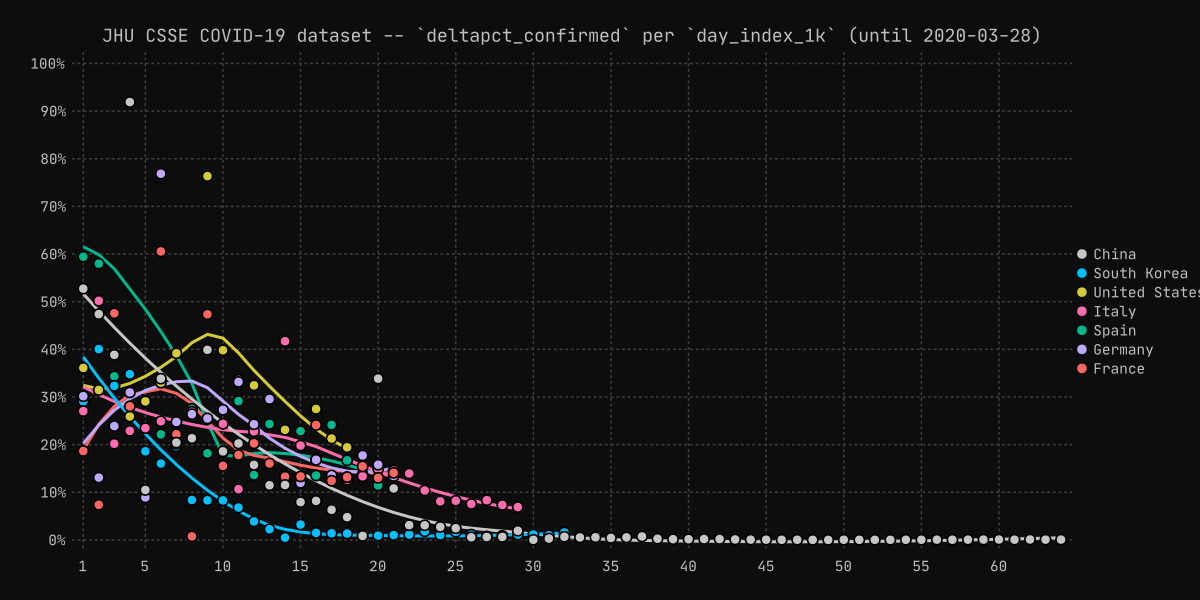 JHU CSSE COVID-19 dataset -- `deltapct_confirmed` per `day_index_1k` (until 2020-03-28)
100%
90%
80%
70%
60%
50%
40%
30%
20%
10%
0%
1 5 10 15 20 25 30 35 40 45 50 55 60
China
South Korea
United States
Italy
Spain
Germany
France